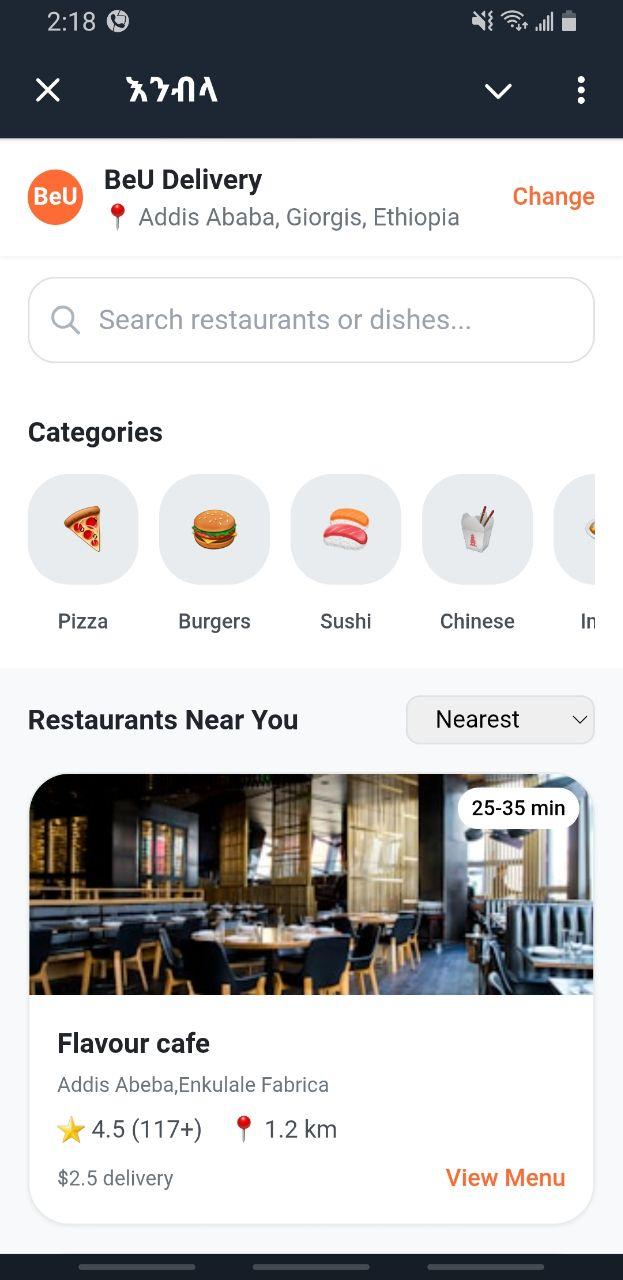 2:18
እንብላ
BeU
BeU Delivery
Addis Ababa, Giorgis, Ethiopia
Change
Search restaurants or dishes...
Categories
Pizza
Burgers
Sushi
Chinese
In
Restaurants Near You
Nearest
25-35 min
Flavour cafe
Addis Abeba,Enkulale Fabrica
4.5 (117+)
1.2 km
$2.5 delivery
View Menu